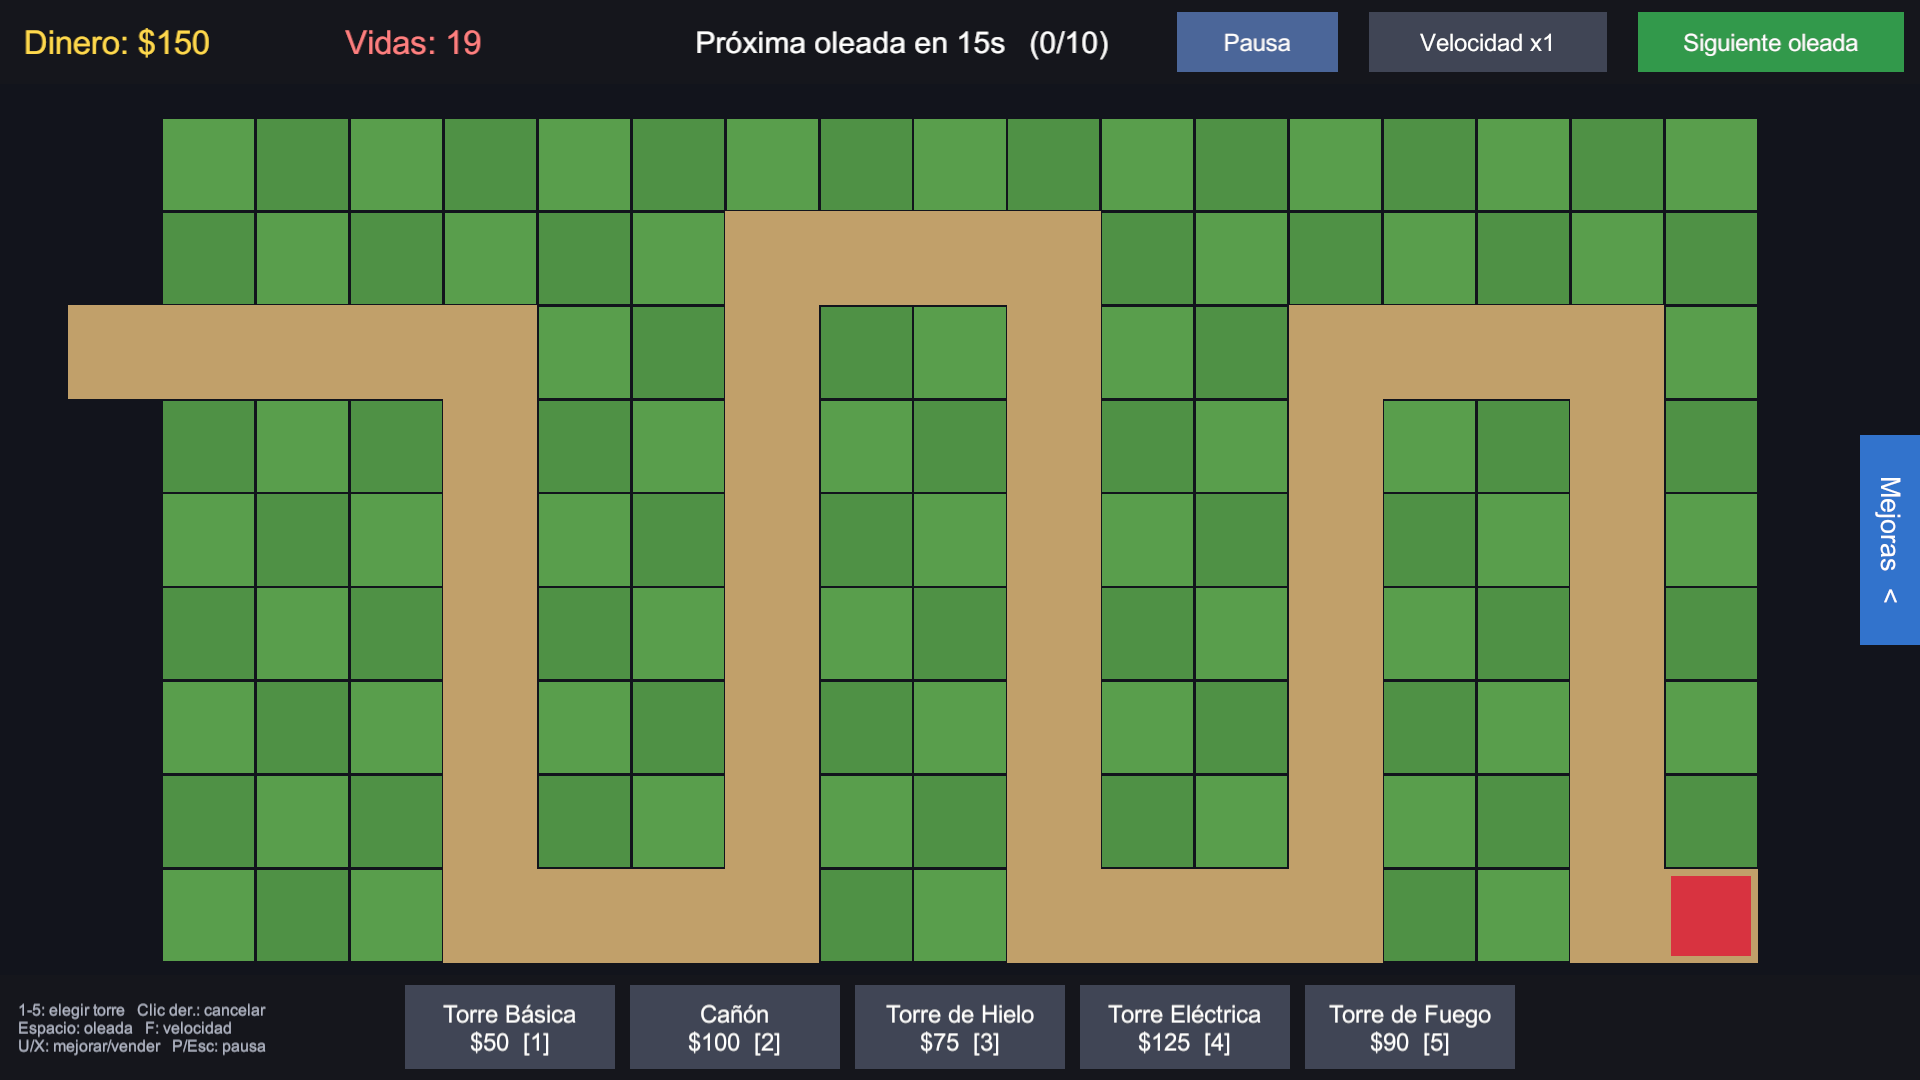 Dinero: $150
Vidas: 19
Próxima oleada en 15s (0/10)
Pausa
Velocidad x1
Siguiente oleada
Mejoras <
1-5: elegir torre Clic der.: cancelar
Espacio: oleada F: velocidad
U/X: mejorar/vender P/Esc: pausa
Torre Básica
$50 [1]
Cañón
$100 [2]
Torre de Hielo
$75 [3]
Torre Eléctrica
$125 [4]
Torre de Fuego
$90 [5]